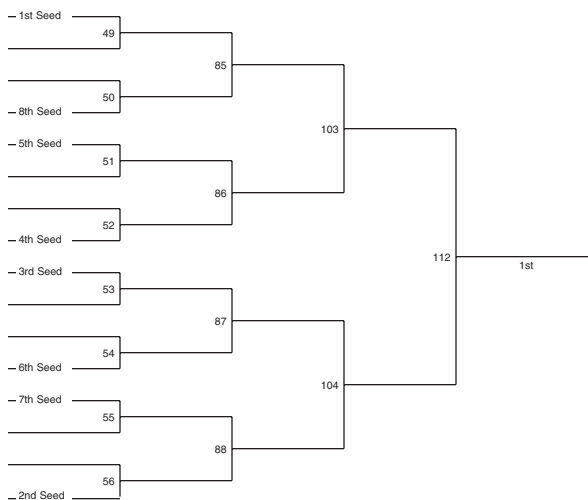 1st Seed
49
85
50
8th Seed
103
5th Seed
51
86
52
4th Seed
112
1st
3rd Seed
53
87
54
6th Seed
104
7th Seed
55
88
56
2nd Seed